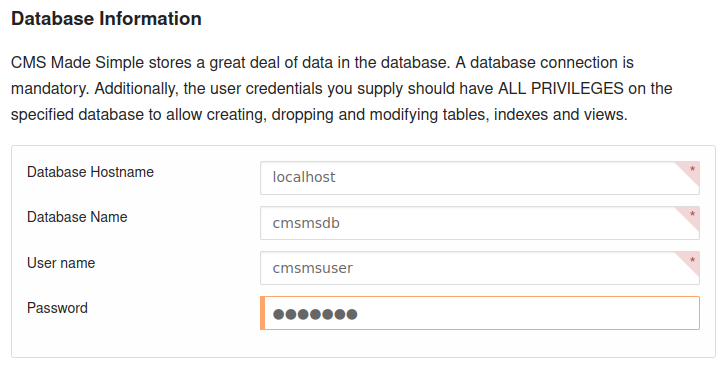 Database Information
CMS Made Simple stores a great deal of data in the database. A database connection is
mandatory. Additionally, the user credentials you supply should have ALL PRIVILEGES on the
specified database to allow creating, dropping and modifying tables, indexes and views.
Database Hostname localhost *
Database Name cmsmsdb *
User name cmsmsuser *
Password ●●●●●●●